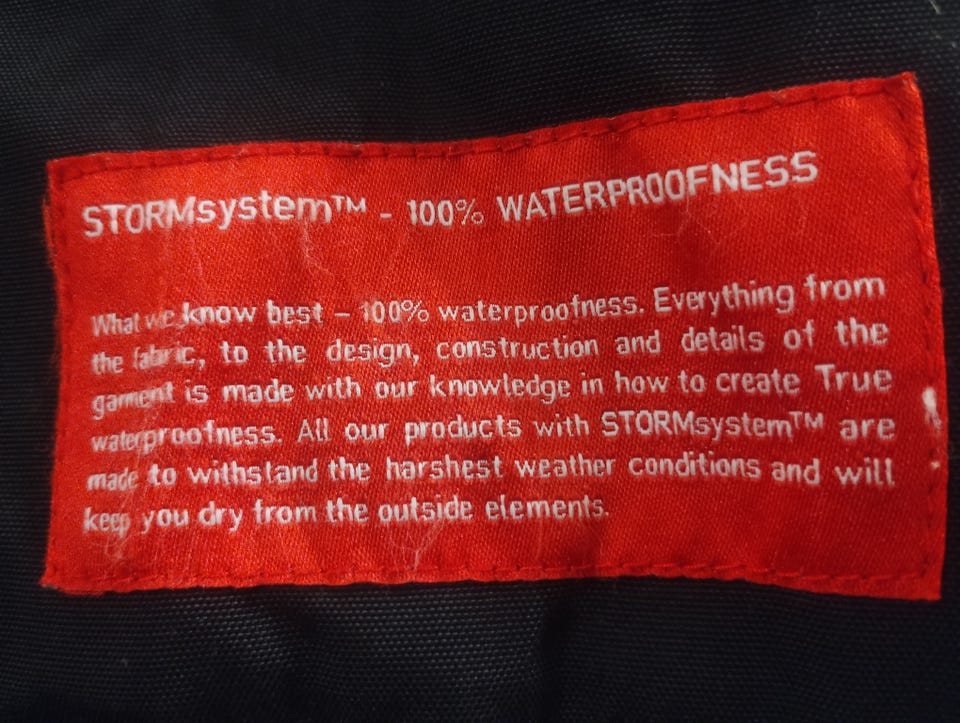 STORMsystem™ - 100% WATERPROOFNESS
What we know best – 100% waterproofness. Everything from
the fabric, to the design, construction and details of the
garment is made with our knowledge in how to create True
waterproofness. All our products with STORMsystem™ are
made to withstand the harshest weather conditions and will
keep you dry from the outside elements.